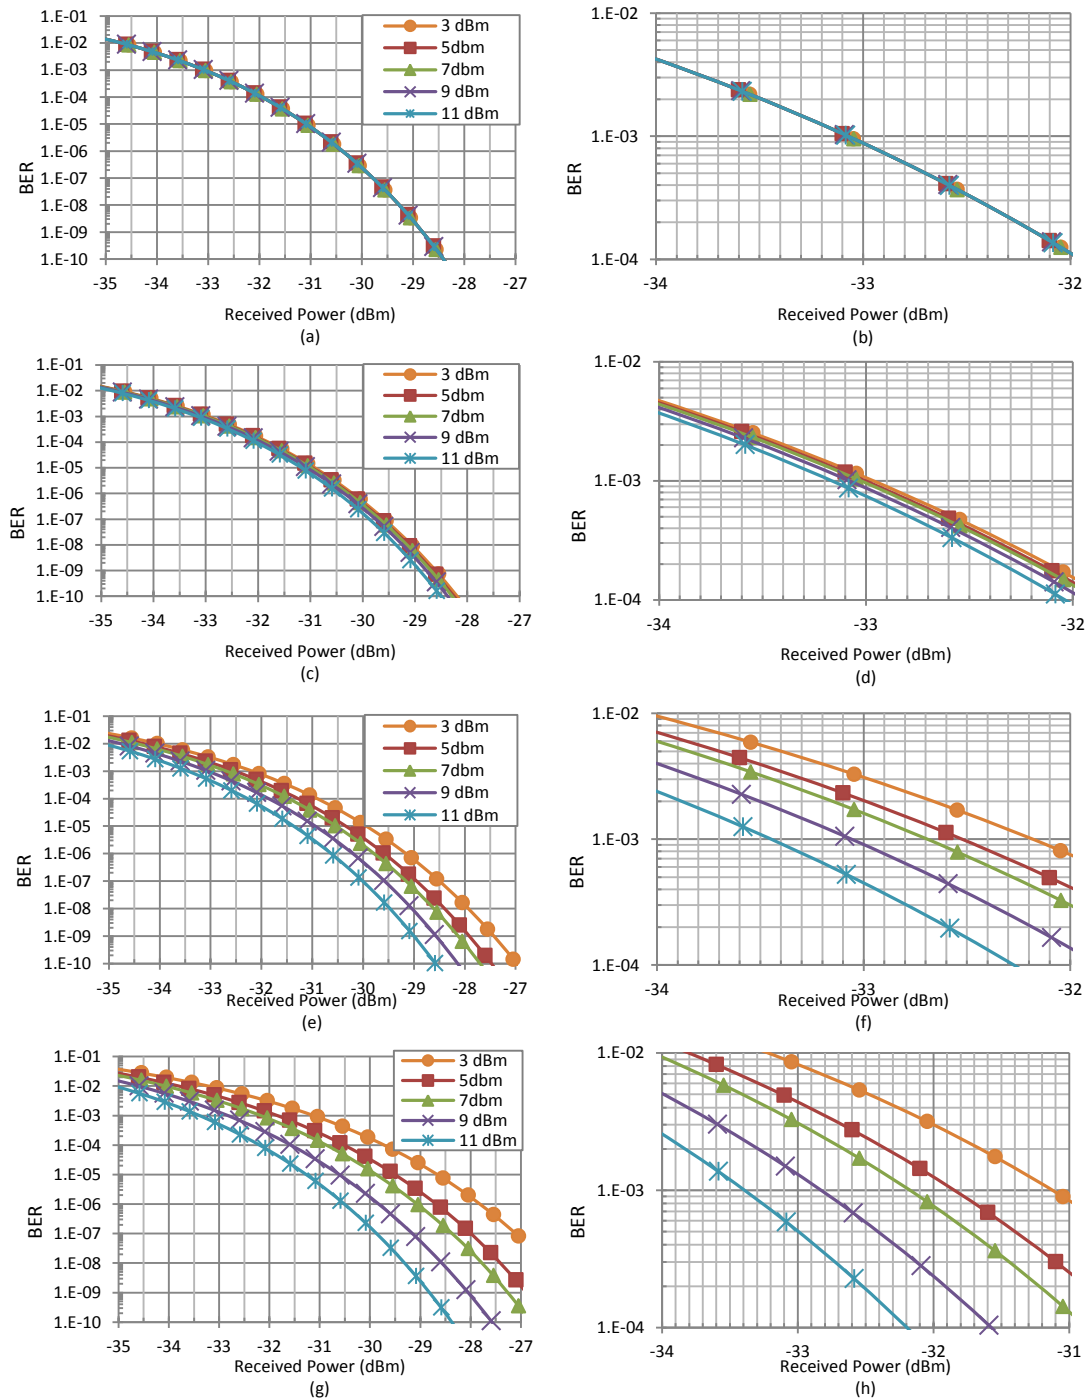 1.E-01
1.E-02
1.E-03
1.E-04
1.E-05
1.E-06
1.E-07
1.E-08
1.E-09
1.E-10
BER
3 dBm
5dbm
7dbm
9 dBm
11 dBm
-35 -34 -33 -32 -31 -30 -29 -28 -27
Received Power (dBm)
(a)
1.E-02
1.E-03
1.E-04
BER
-34 -33 -32
Received Power (dBm)
(b)
1.E-01
1.E-02
1.E-03
1.E-04
1.E-05
1.E-06
1.E-07
1.E-08
1.E-09
1.E-10
BER
3 dBm
5dbm
7dbm
9 dBm
11 dBm
-35 -34 -33 -32 -31 -30 -29 -28 -27
Received Power (dBm)
(c)
1.E-02
1.E-03
1.E-04
BER
-34 -33 -32
Received Power (dBm)
(d)
1.E-01
1.E-02
1.E-03
1.E-04
1.E-05
1.E-06
1.E-07
1.E-08
1.E-09
1.E-10
BER
3 dBm
5dbm
7dbm
9 dBm
11 dBm
-35 -34 -33 -32 -31 -30 -29 -28 -27
Received Power (dBm)
(e)
1.E-02
1.E-03
1.E-04
BER
-34 -33 -32
Received Power (dBm)
(f)
1.E-01
1.E-02
1.E-03
1.E-04
1.E-05
1.E-06
1.E-07
1.E-08
1.E-09
1.E-10
BER
3 dBm
5dbm
7dbm
9 dBm
11 dBm
-35 -34 -33 -32 -31 -30 -29 -28 -27
Received Power (dBm)
(g)
1.E-02
1.E-03
1.E-04
BER
-34 -33 -32 -31
Received Power (dBm)
(h)